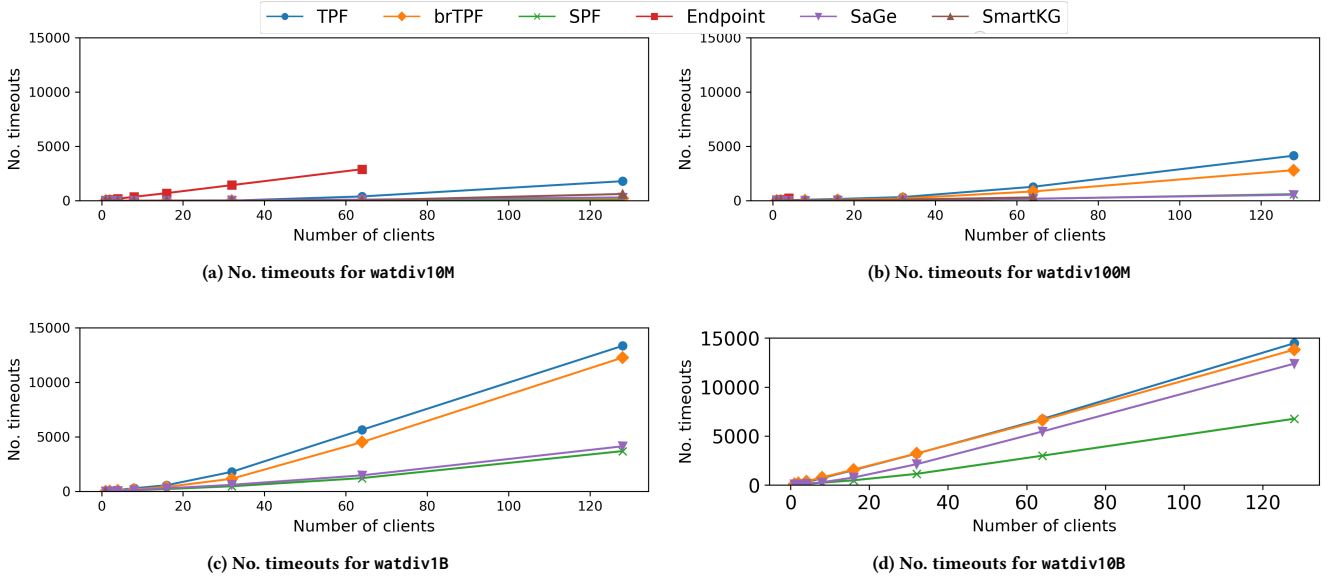 TPF brTPF SPF Endpoint SaGe SmartKG
15000
10000
5000
0
No. timeouts
0 20 40 60 80 100 120
Number of clients
(a) No. timeouts for watdiv10M
15000
10000
5000
0
No. timeouts
0 20 40 60 80 100 120
Number of clients
(b) No. timeouts for watdiv100M
15000
10000
5000
0
No. timeouts
0 20 40 60 80 100 120
Number of clients
(c) No. timeouts for watdiv1B
15000
10000
5000
0
No. timeouts
0 20 40 60 80 100 120
Number of clients
(d) No. timeouts for watdiv10B